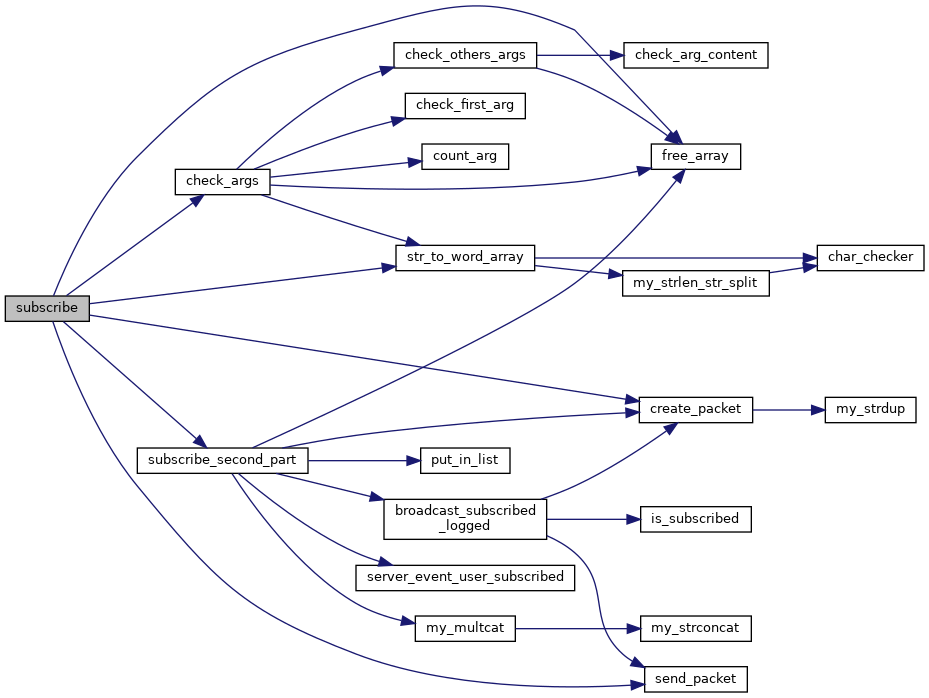 check_others_args
check_arg_content
check_first_arg
count_arg
free_array
check_args
str_to_word_array
char_checker
my_strlen_str_split
subscribe
create_packet
my_strdup
subscribe_second_part
put_in_list
broadcast_subscribed
_logged
is_subscribed
server_event_user_subscribed
my_multcat
my_strconcat
send_packet